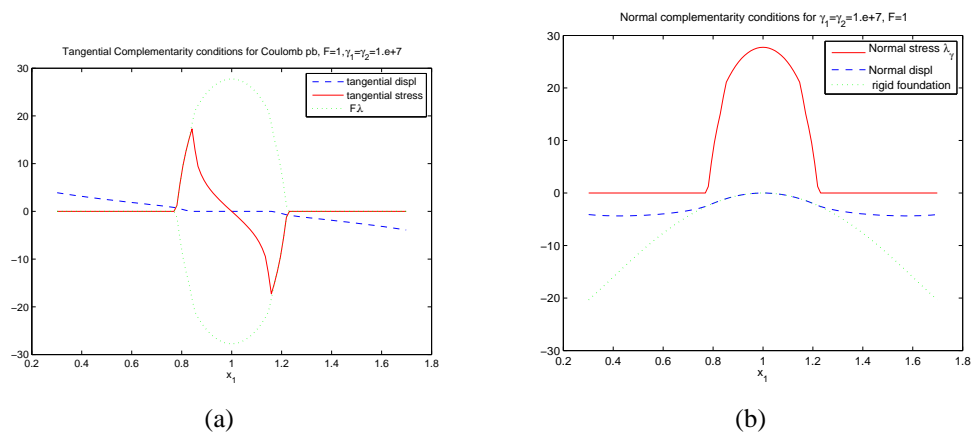 Tangential Complementarity conditions for Coulomb pb, F=1,γ₁=γ₂=1.e+7
30
20
10
0
−10
−20
−30
0.2 0.4 0.6 0.8 1 1.2 1.4 1.6 1.8
x₁
tangential displ
tangential stress
Fλ
(a)
Normal complementarity conditions for γ₁=γ₂=1.e+7, F=1
30
20
10
0
−10
−20
−30
0.2 0.4 0.6 0.8 1 1.2 1.4 1.6 1.8
x₁
Normal stress λγ
Normal displ
rigid foundation
(b)